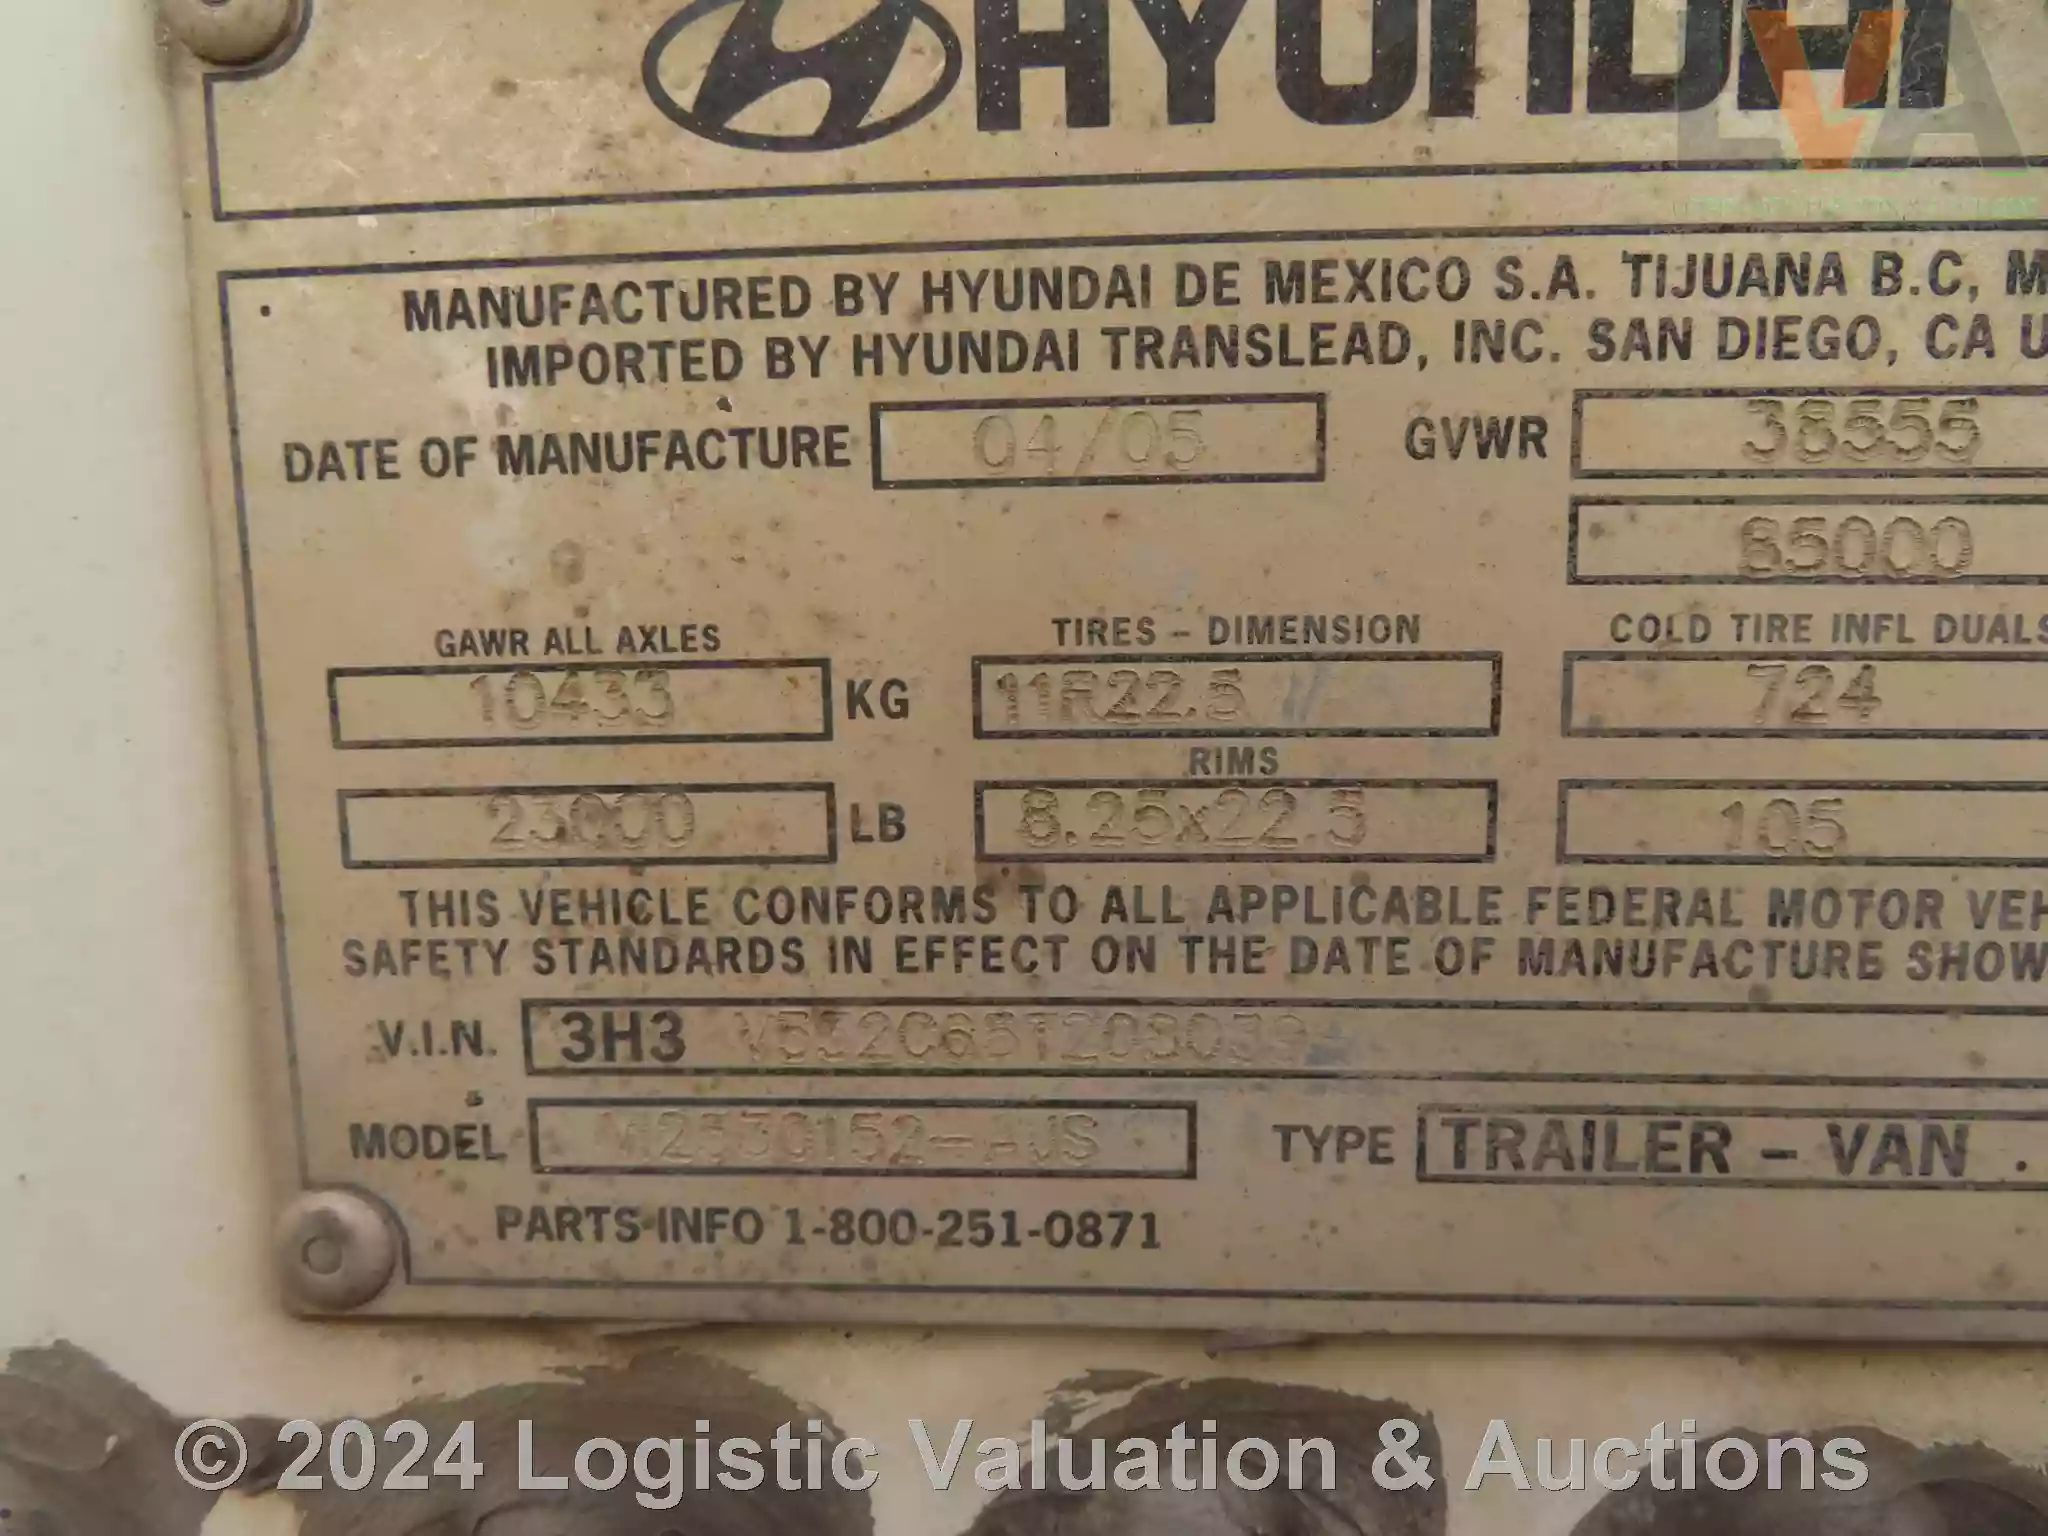 HYUNDAI
MANUFACTURED BY HYUNDAI DE MEXICO S.A. TIJUANA B.C, M
IMPORTED BY HYUNDAI TRANSLEAD, INC. SAN DIEGO, CA U
DATE OF MANUFACTURE 04/05 GVWR 38555
85000
GAWR ALL AXLES TIRES - DIMENSION COLD TIRE INFL DUALS
10433 KG 11R22.5 724
RIMS
23000 LB 8.25x22.5 105
THIS VEHICLE CONFORMS TO ALL APPLICABLE FEDERAL MOTOR VEH
SAFETY STANDARDS IN EFFECT ON THE DATE OF MANUFACTURE SHOW
V.I.N. 3H3 V532C65T208039
MODEL TYPE TRAILER - VAN .
PARTS INFO 1-800-251-0871
© 2024 Logistic Valuation & Auctions